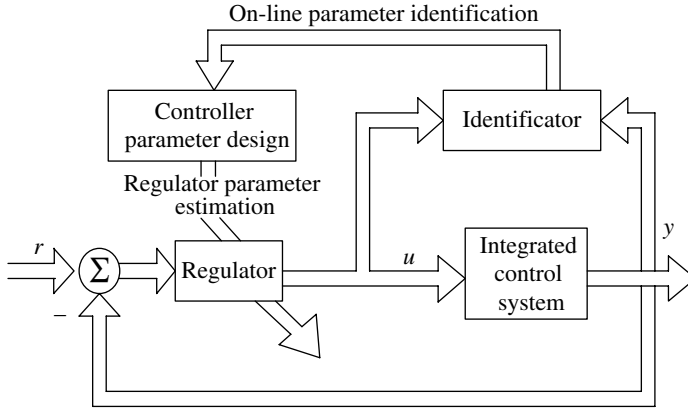 On-line parameter identification
Controller
parameter design
Identificator
Regulator parameter
estimation
r
Σ
Regulator
u
Integrated
control
system
y
−